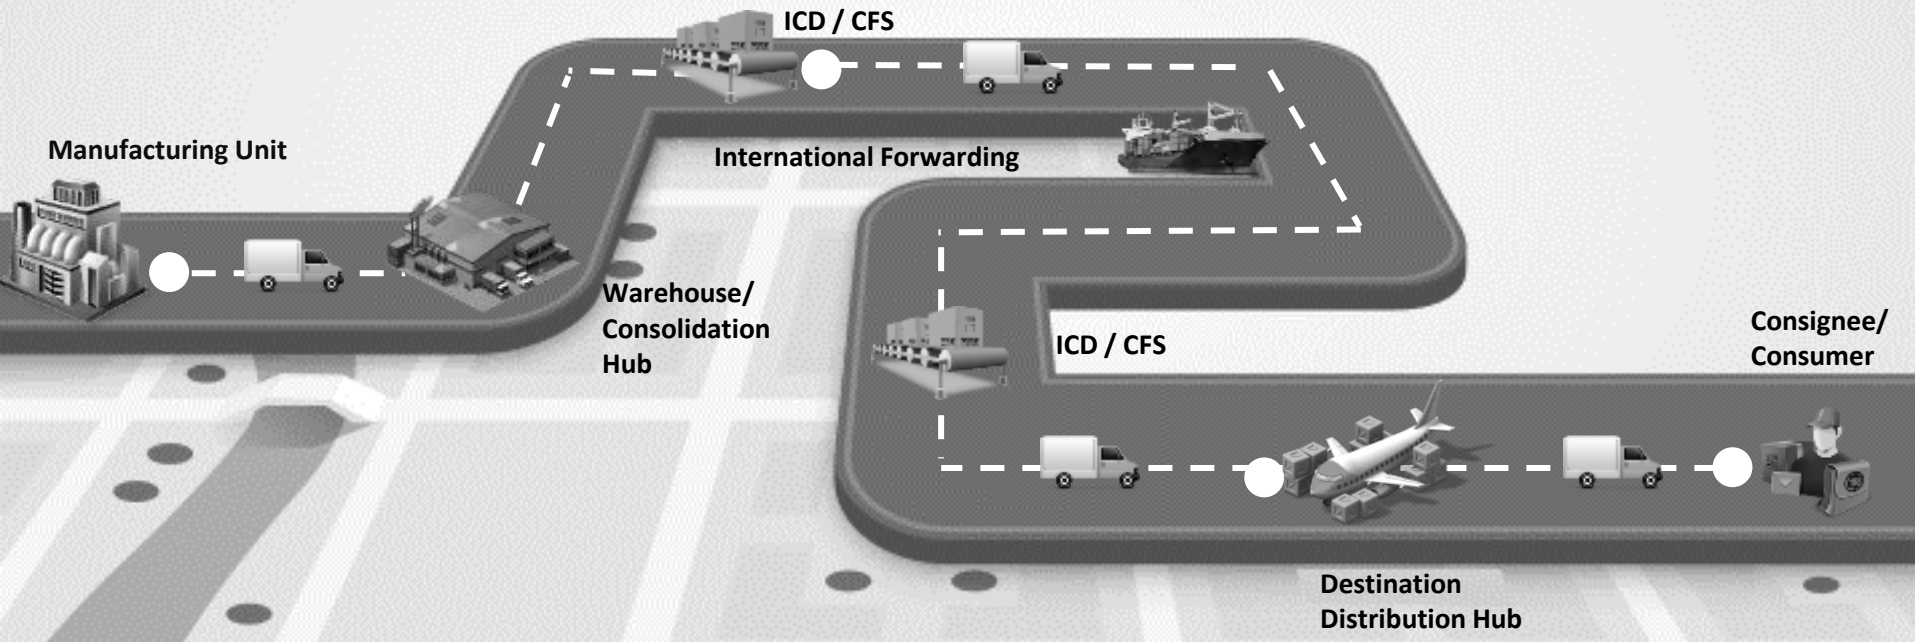 ICD / CFS
Manufacturing Unit
International Forwarding
Warehouse/
Consolidation
Hub
ICD / CFS
Consignee/
Consumer
Destination
Distribution Hub